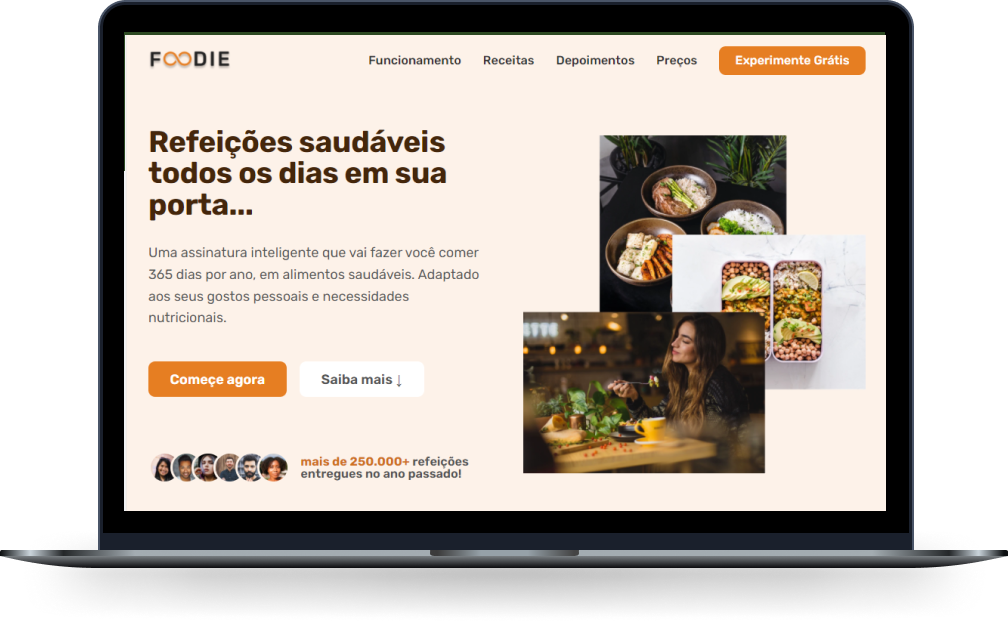 FOODIE
Funcionamento Receitas Depoimentos Preços Experimente Grátis
Refeições saudáveis
todos os dias em sua
porta...
Uma assinatura inteligente que vai fazer você comer
365 dias por ano, em alimentos saudáveis. Adaptado
aos seus gostos pessoais e necessidades
nutricionais.
Começe agora Saiba mais ↓
mais de 250.000+ refeições
entregues no ano passado!